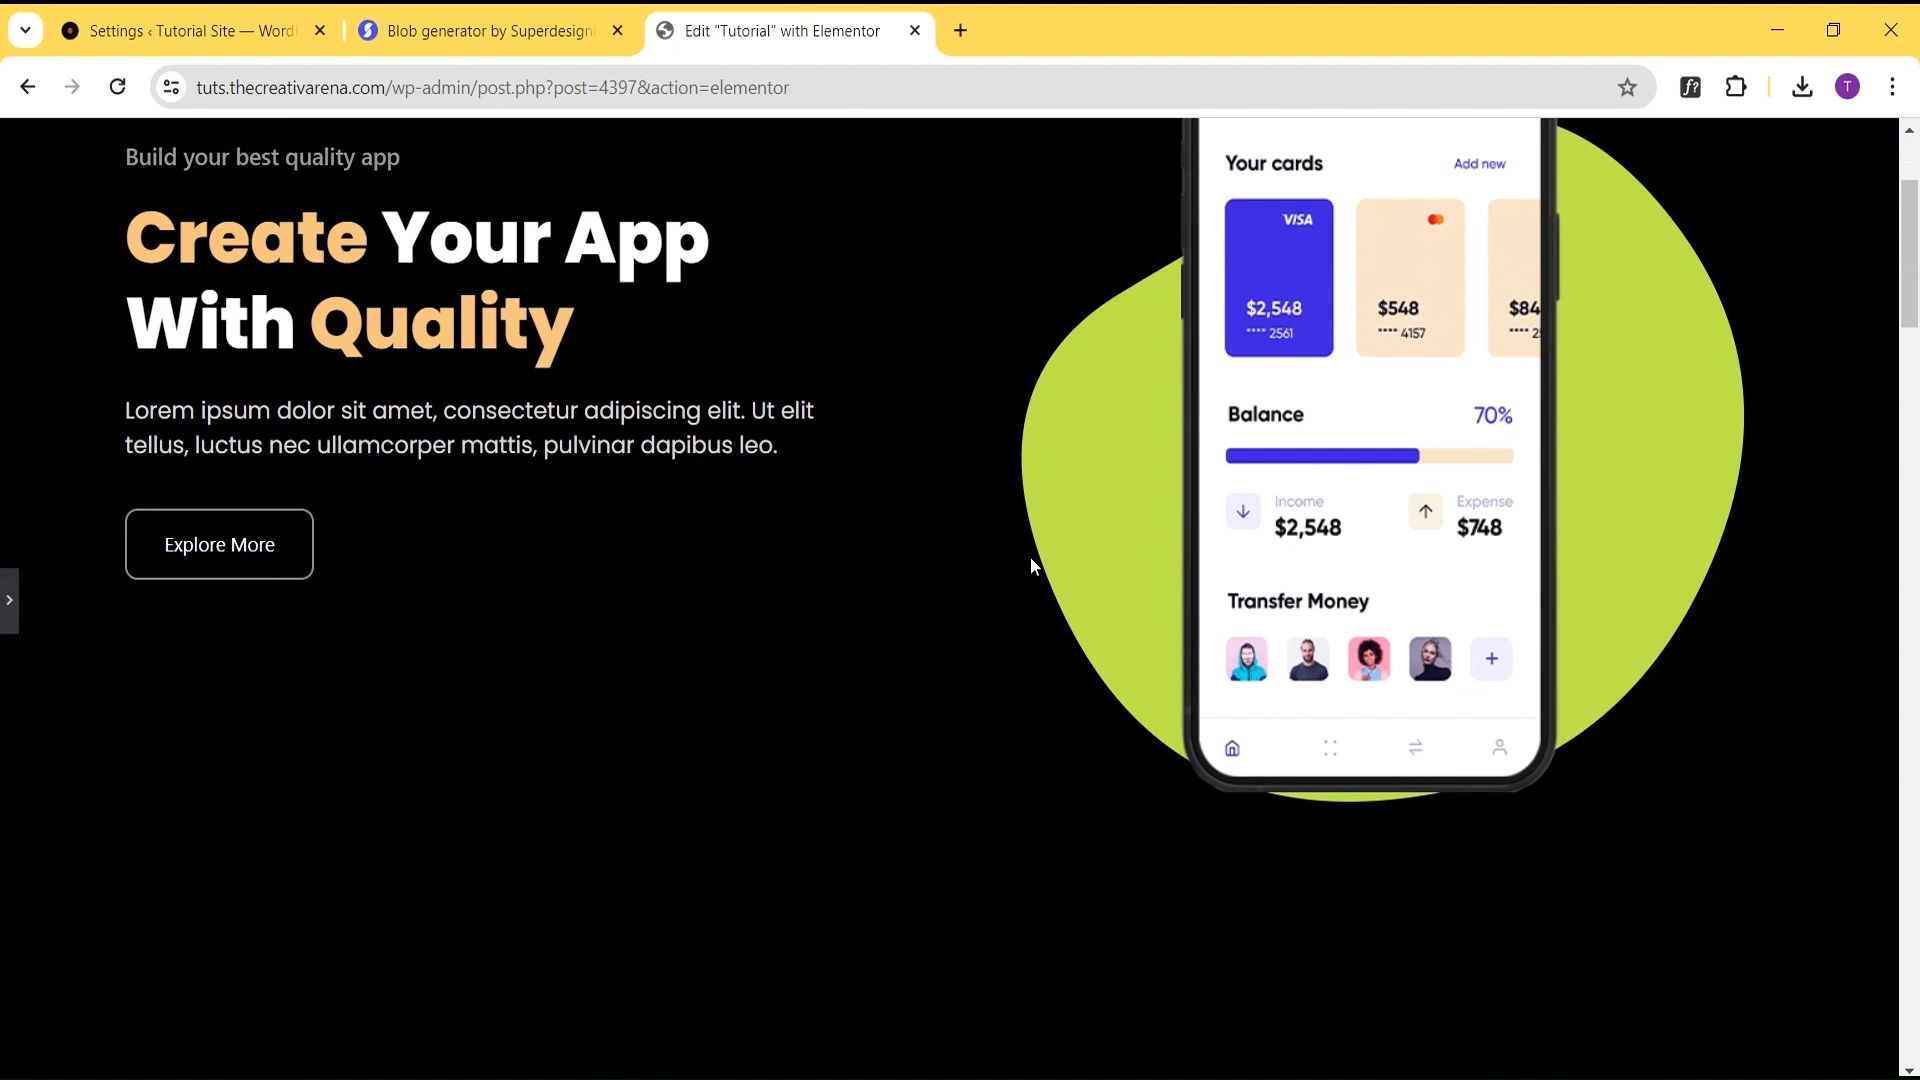 Settings ‹ Tutorial Site — Word
Blob generator by Superdesign
Edit "Tutorial" with Elementor
tuts.thecreativarena.com/wp-admin/post.php?post=4397&action=elementor
f?
T
Build your best quality app
Create Your App
With Quality
Lorem ipsum dolor sit amet, consectetur adipiscing elit. Ut elit
tellus, luctus nec ullamcorper mattis, pulvinar dapibus leo.
Explore More
Your cards
Add new
VISA
$2,548
•••• 2561
$548
•••• 4157
$84
Balance
70%
Income
$2,548
Expense
$748
Transfer Money